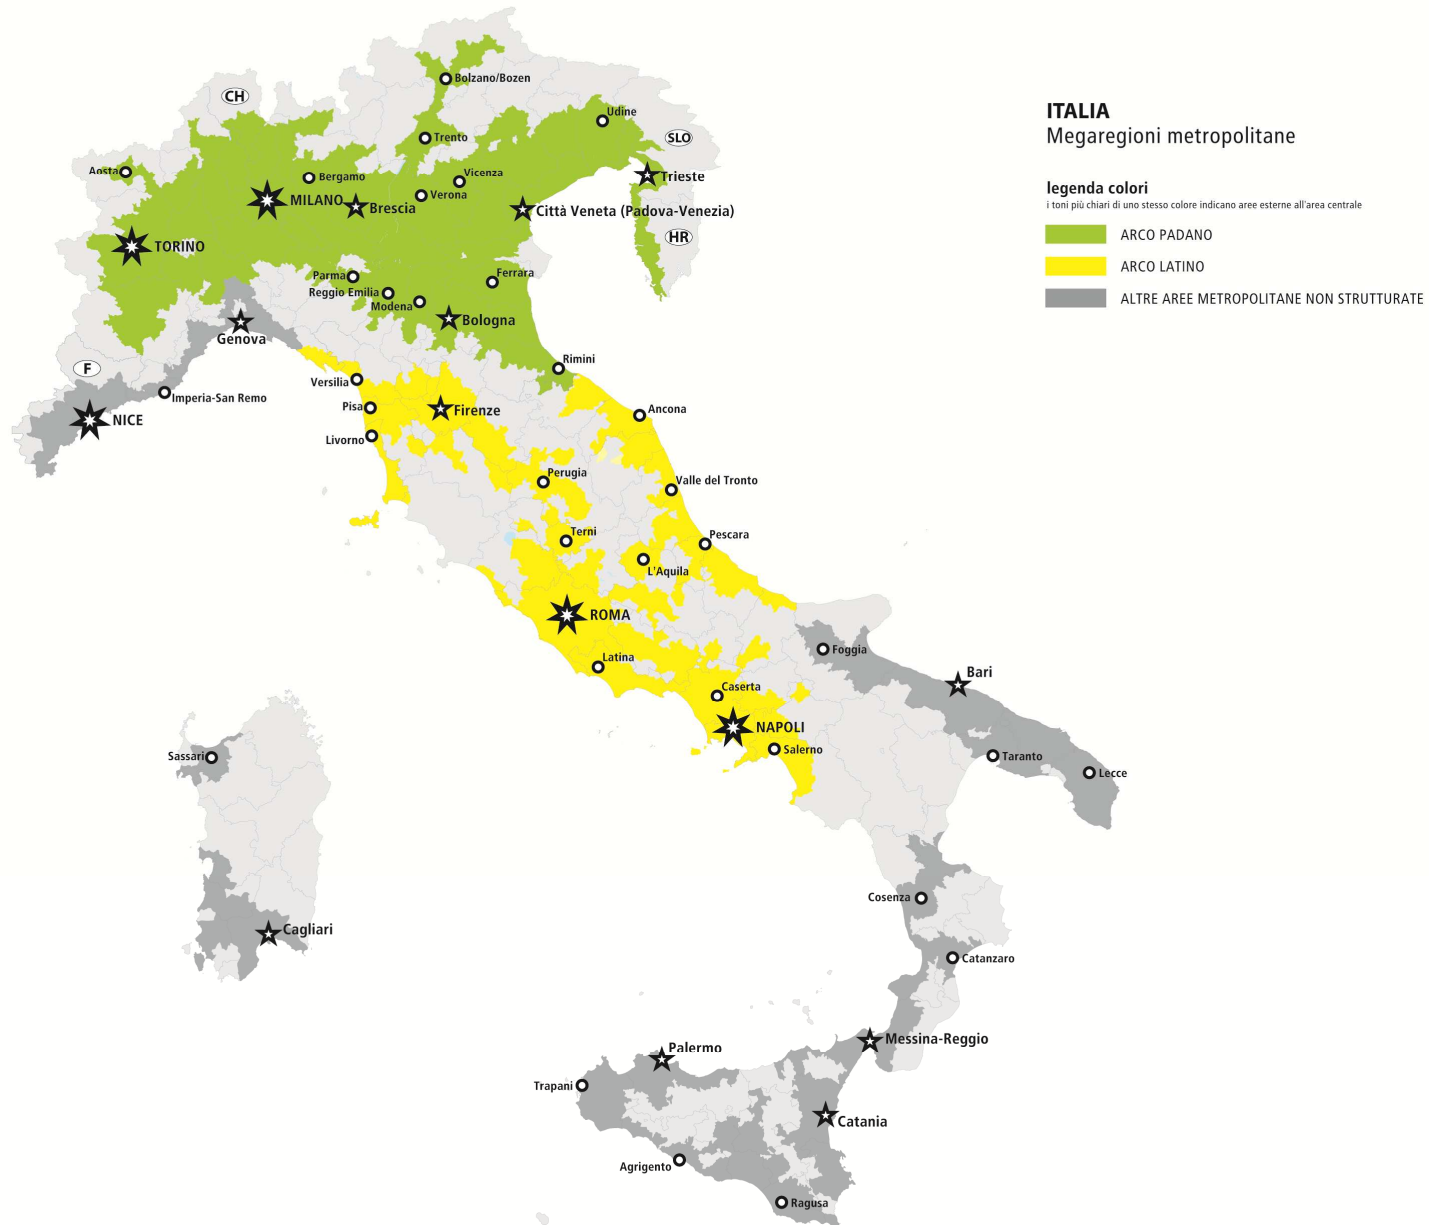 ITALIA
Megaregioni metropolitane
legenda colori
i toni più chiari di uno stesso colore indicano aree esterne all'area centrale
ARCO PADANO
ARCO LATINO
ALTRE AREE METROPOLITANE NON STRUTTURATE
Bolzano/Bozen
CH
Udine
Trento
SLO
Aosta
Bergamo
Vicenza
Trieste
MILANO
Verona
Brescia
Città Veneta (Padova-Venezia)
HR
TORINO
Parma
Ferrara
Reggio Emilia
Modena
Bologna
Genova
Rimini
F
Versilia
Imperia-San Remo
Pisa
Firenze
Ancona
NICE
Livorno
Perugia
Valle del Tronto
Terni
Pescara
L'Aquila
ROMA
Foggia
Latina
Bari
Caserta
NAPOLI
Salerno
Sassari
Taranto
Lecce
Cosenza
Cagliari
Catanzaro
Messina-Reggio
Palermo
Trapani
Catania
Agrigento
Ragusa